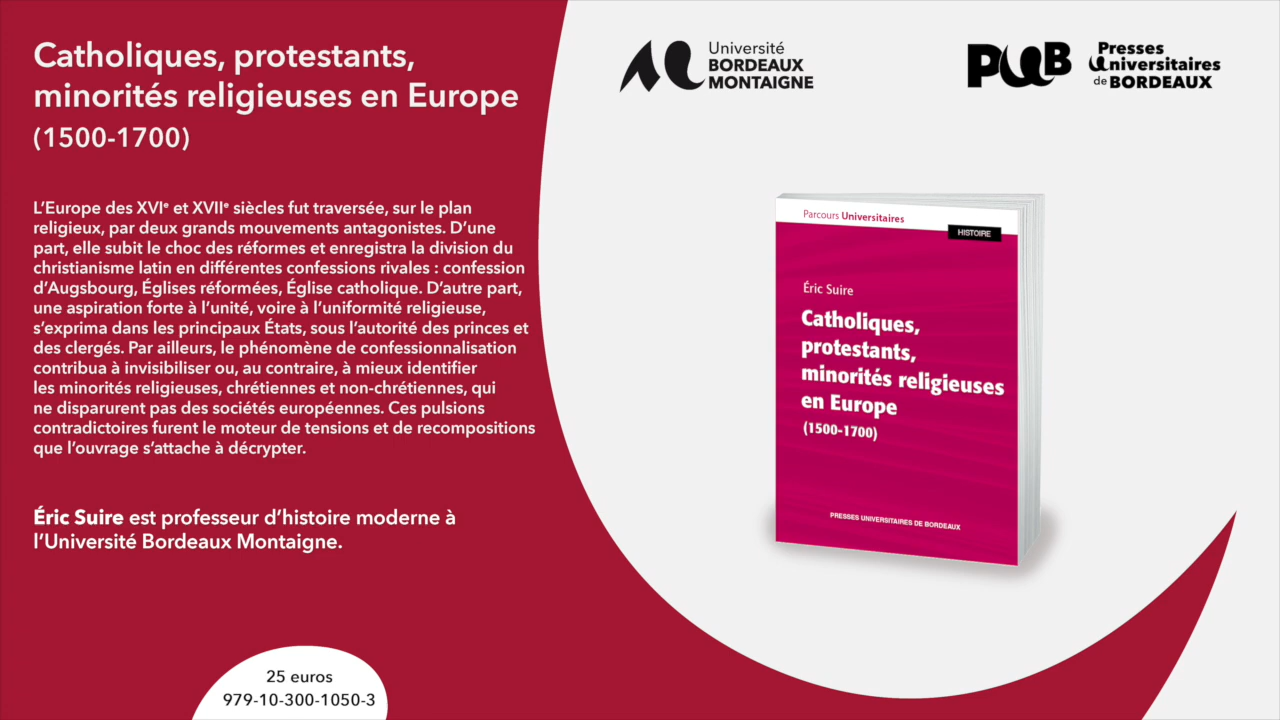 Catholiques, protestants,
minorités religieuses en Europe
(1500-1700)
L’Europe des XVIᵉ et XVIIᵉ siècles fut traversée, sur le plan
religieux, par deux grands mouvements antagonistes. D’une
part, elle subit le choc des réformes et enregistra la division du
christianisme latin en différentes confessions rivales : confession
d’Augsbourg, Églises réformées, Église catholique. D’autre part,
une aspiration forte à l’unité, voire à l’uniformité religieuse,
s’exprima dans les principaux États, sous l’autorité des princes et
des clergés. Par ailleurs, le phénomène de confessionnalisation
contribua à invisibiliser ou, au contraire, à mieux identifier
les minorités religieuses, chrétiennes et non-chrétiennes, qui
ne disparurent pas des sociétés européennes. Ces pulsions
contradictoires furent le moteur de tensions et de recompositions
que l’ouvrage s’attache à décrypter.
Éric Suire est professeur d’histoire moderne à
l’Université Bordeaux Montaigne.
25 euros
979-10-300-1050-3
Université
BORDEAUX
MONTAIGNE
PUB
Presses
Universitaires
de BORDEAUX
Parcours Universitaires
HISTOIRE
Éric Suire
Catholiques,
protestants,
minorités religieuses
en Europe
(1500-1700)
PRESSES UNIVERSITAIRES DE BORDEAUX